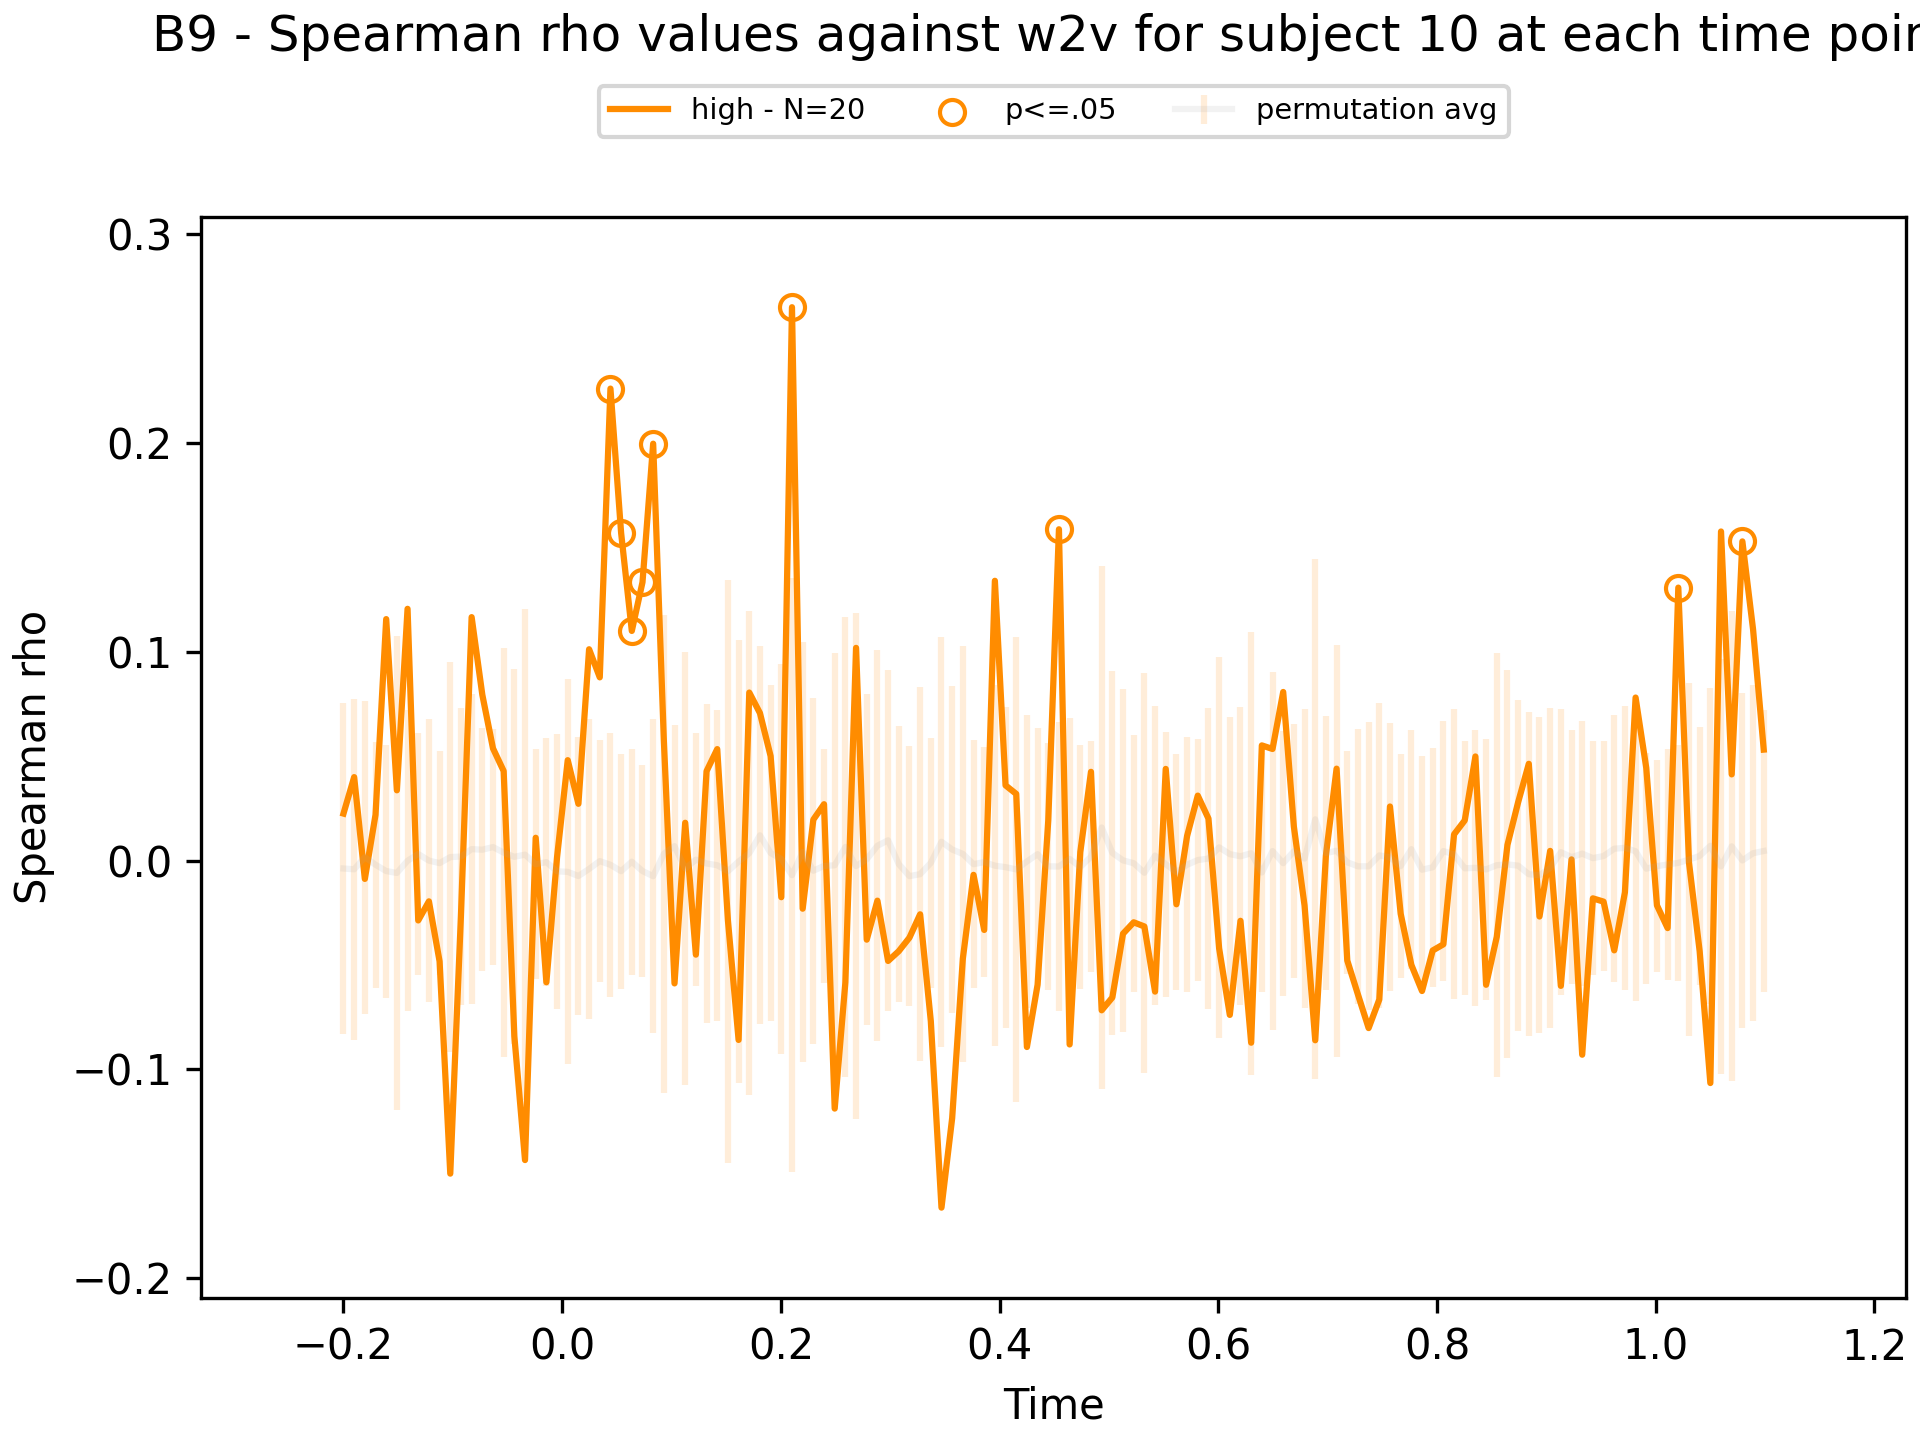 B9 - Spearman rho values against w2v for subject 10 at each time poin
high - N=20 p<=.05 permutation avg
0.3
0.2
0.1
0.0
−0.1
−0.2
Spearman rho
−0.2 0.0 0.2 0.4 0.6 0.8 1.0 1.2
Time